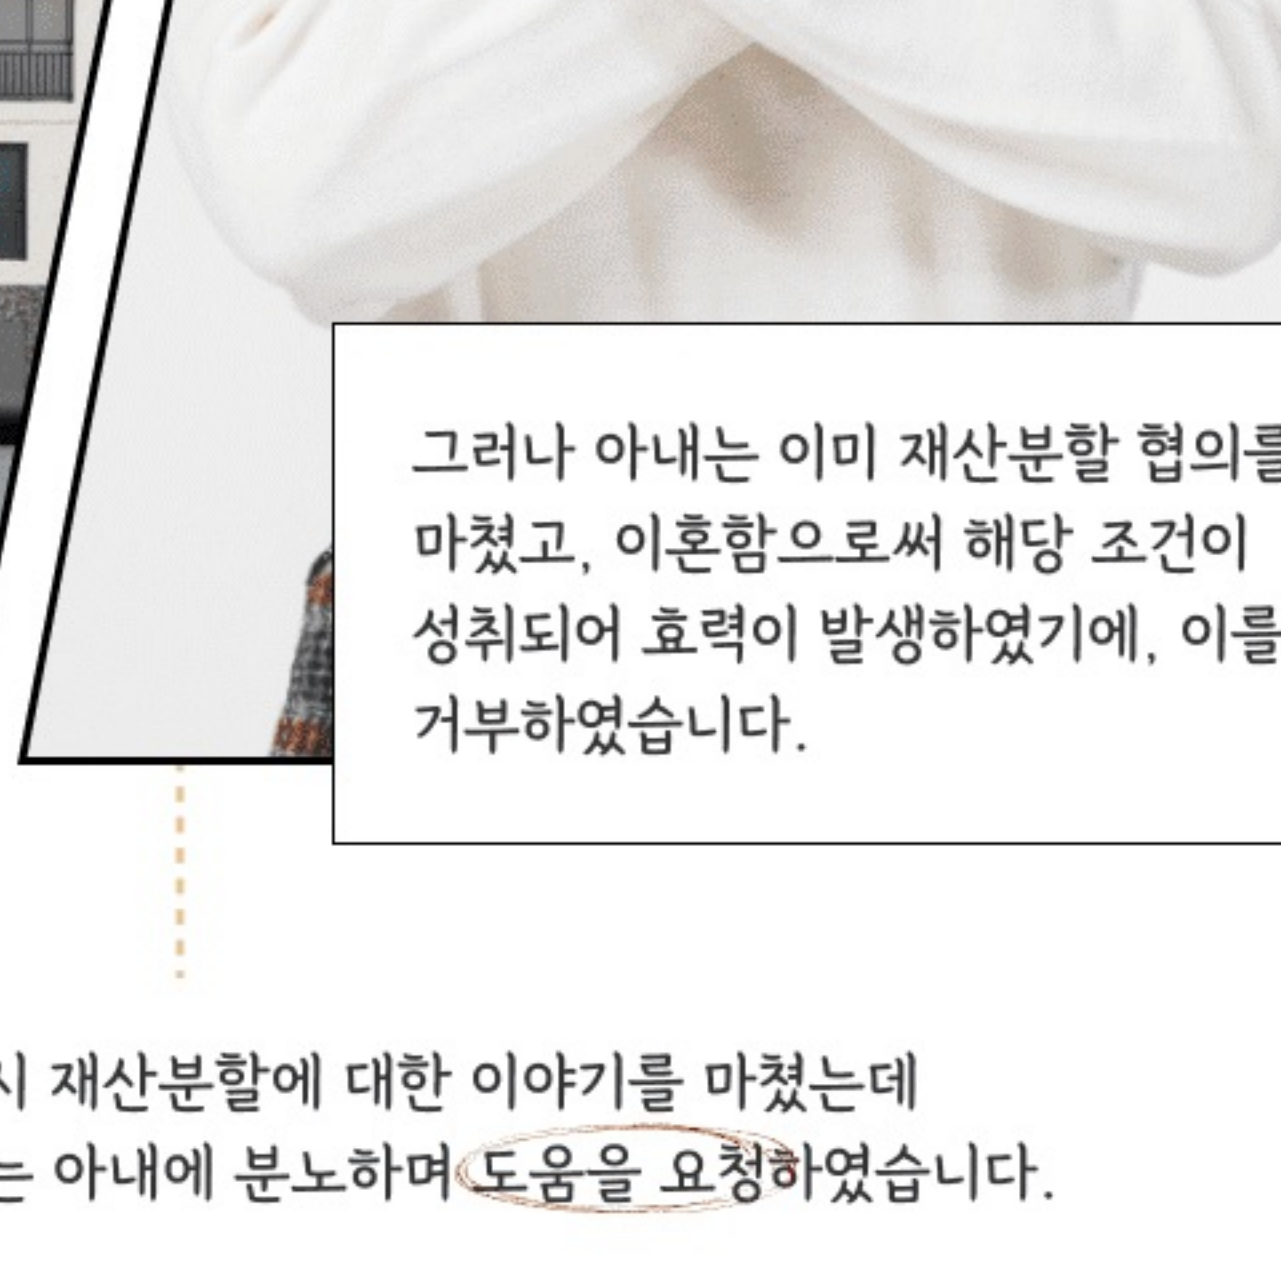 그러나 아내는 이미 재산분할 협의를
마쳤고, 이혼함으로써 해당 조건이
성취되어 효력이 발생하였기에, 이를
거부하였습니다.
시 재산분할에 대한 이야기를 마쳤는데
는 아내에 분노하며 도움을 요청하였습니다.